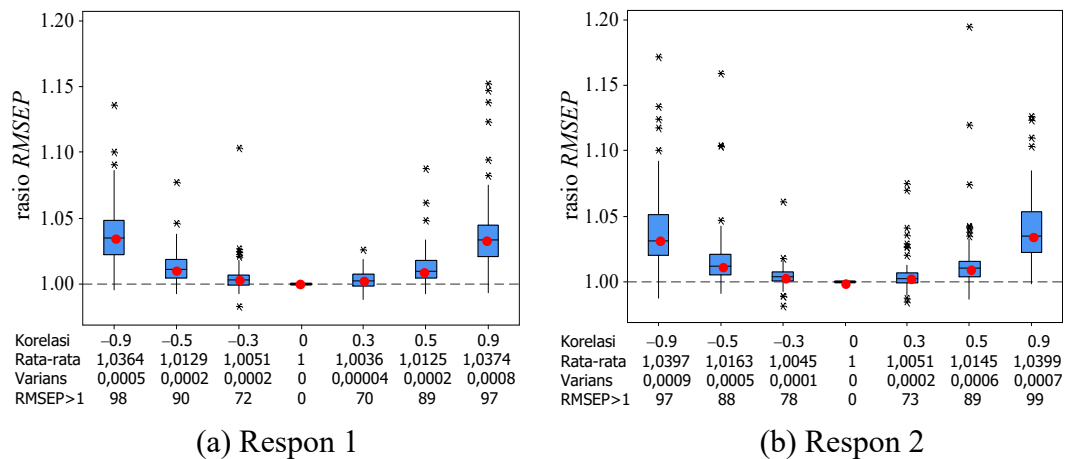 1.20
1.15
1.10
1.05
1.00
rasio RMSEP
Korelasi −0.9 −0.5 −0.3 0 0.3 0.5 0.9
Rata-rata 1,0364 1,0129 1,0051 1 1,0036 1,0125 1,0374
Varians 0,0005 0,0002 0,0002 0 0,00004 0,0002 0,0008
RMSEP>1 98 90 72 0 70 89 97
(a) Respon 1
1.20
1.15
1.10
1.05
1.00
rasio RMSEP
Korelasi −0.9 −0.5 −0.3 0 0.3 0.5 0.9
Rata-rata 1,0397 1,0163 1,0045 1 1,0051 1,0145 1,0399
Varians 0,0009 0,0005 0,0001 0 0,0002 0,0006 0,0007
RMSEP>1 97 88 78 0 73 89 99
(b) Respon 2